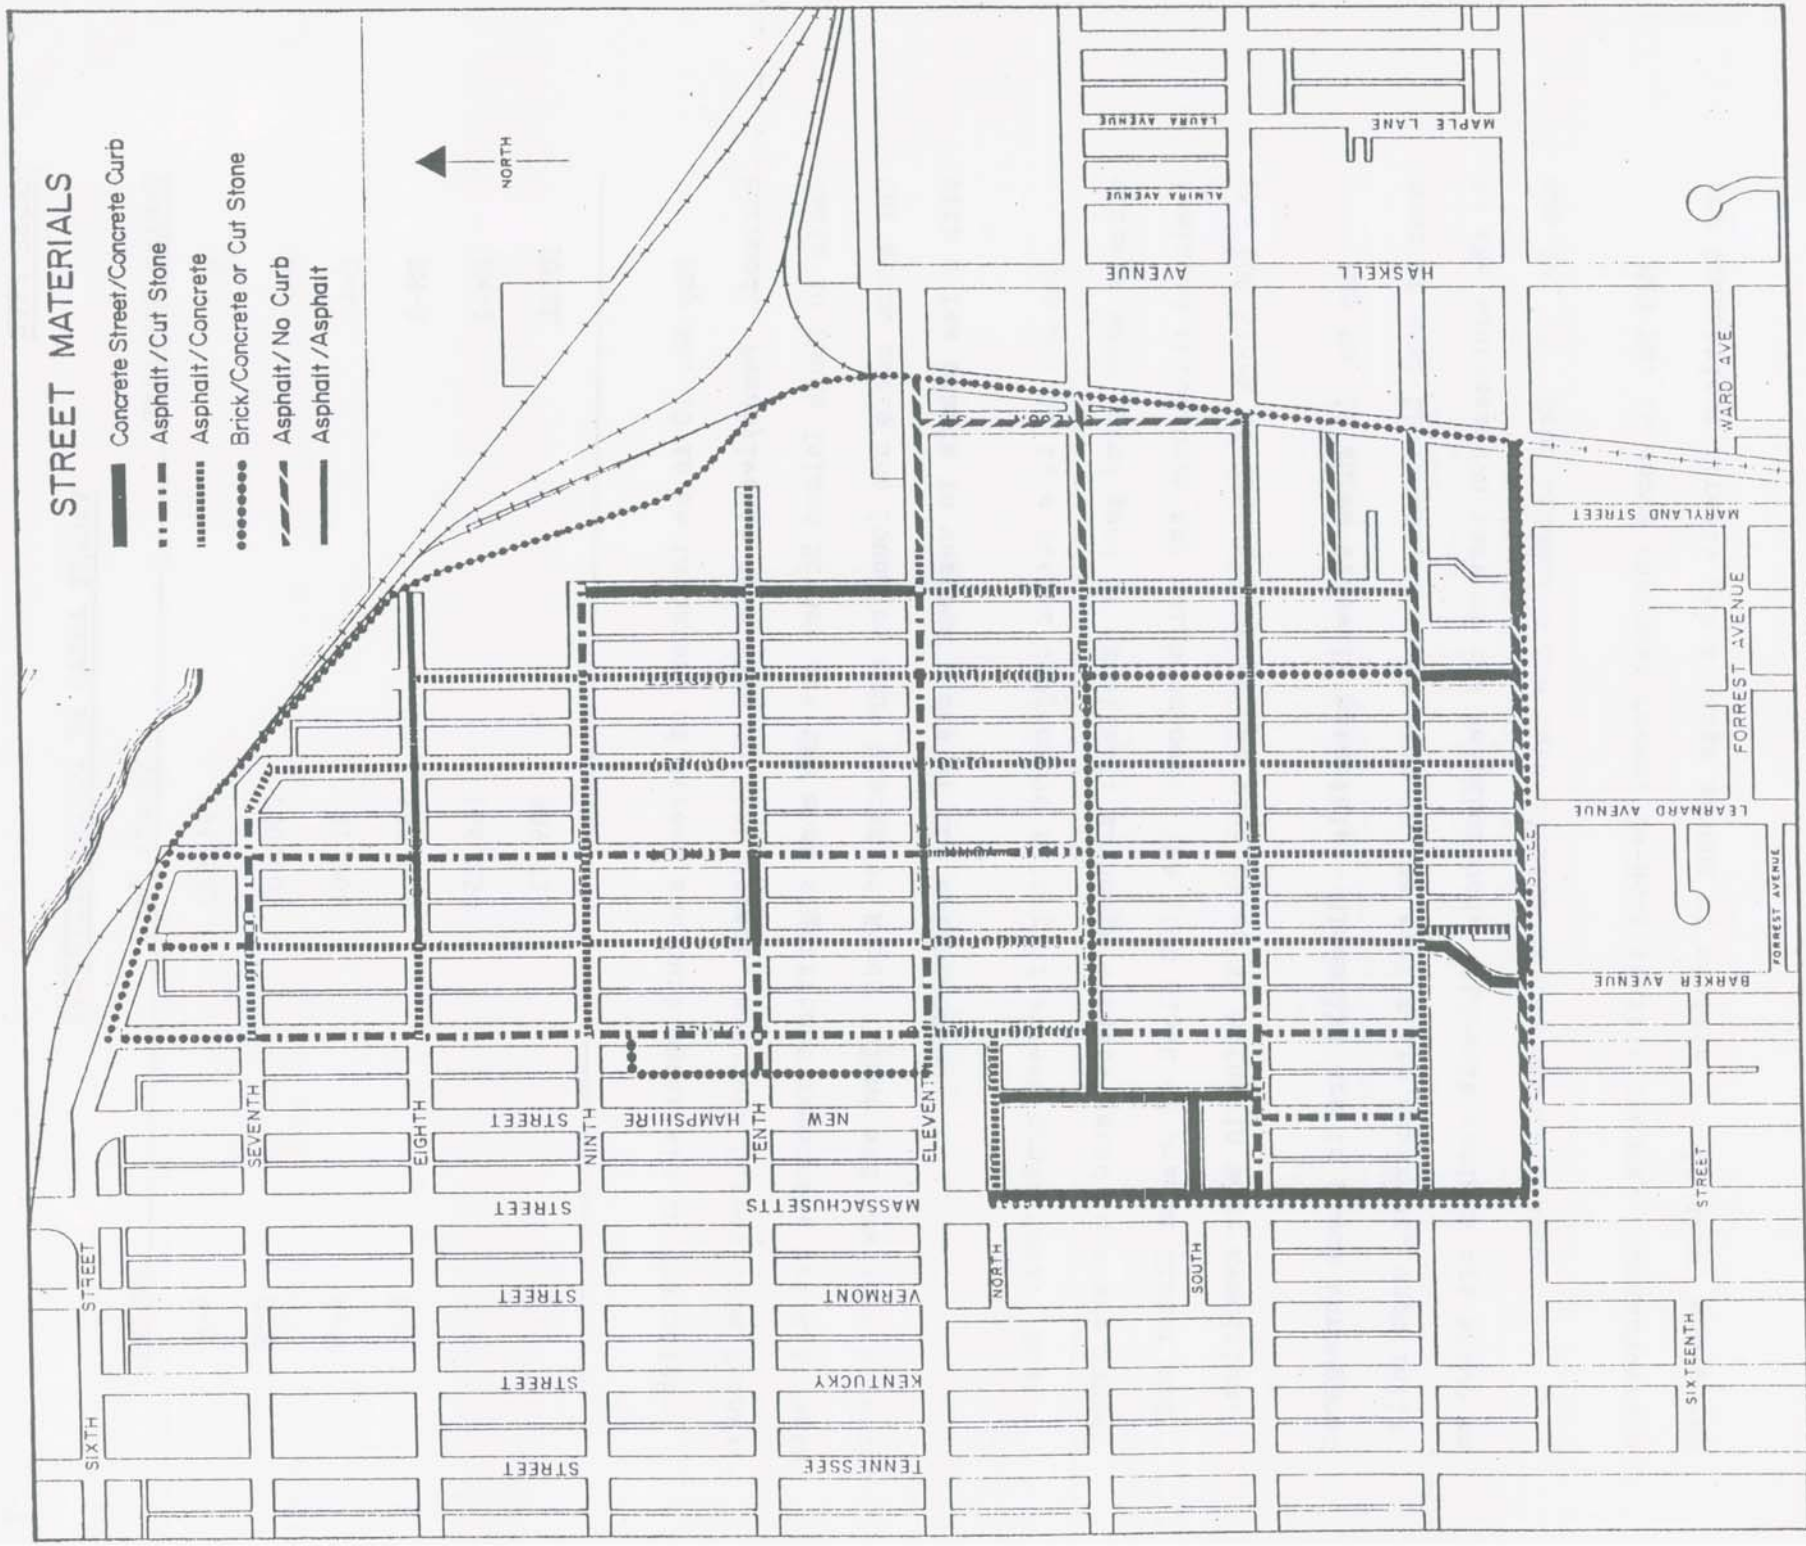 STREET MATERIALS
Concrete Street/Concrete Curb
Asphalt/Cut Stone
Asphalt/Concrete
Brick/Concrete or Cut Stone
Asphalt/No Curb
Asphalt/Asphalt
NORTH
LAURA AVENUE
MAPLE LANE
ALMIRA AVENUE
AVENUE
HASKELL
WARD AVE
MARYLAND STREET
FORREST AVENUE
LEARNARD AVENUE
FORREST AVENUE
BARKER AVENUE
STREET
STREET
SEVENTH
EIGHTH
NINTH
TENTH
ELEVENTH
STREET
HAMPSHIRE
NEW
STREET
MASSACHUSETTS
STREET
STREET
VERMONT
NORTH
SOUTH
STREET
STREET
KENTUCKY
SIXTEENTH
SIXTH
STREET
TENNESSEE